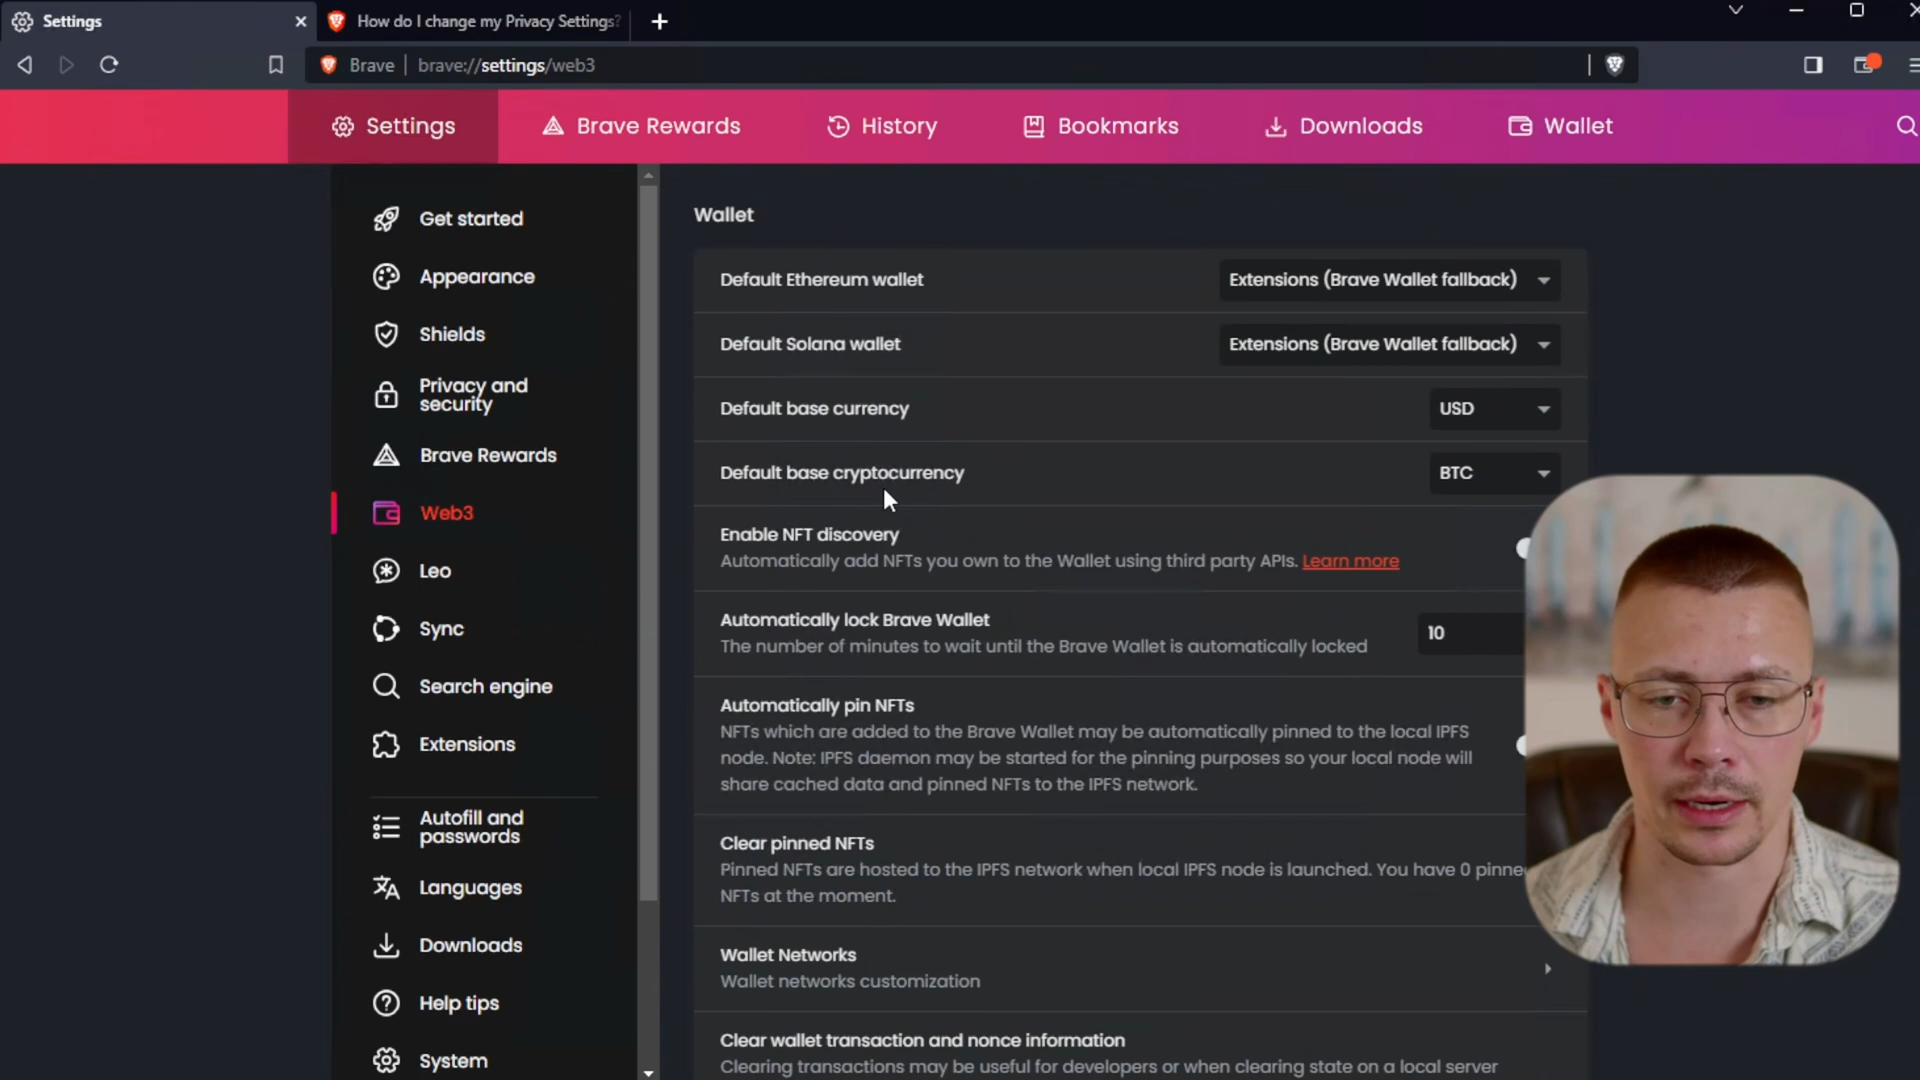 Settings
How do I change my Privacy Settings?
Brave
brave://settings/web3
Settings
Brave Rewards
History
Bookmarks
Downloads
Wallet
Get started
Appearance
Shields
Privacy and
security
Brave Rewards
Web3
Leo
Sync
Search engine
Extensions
Autofill and
passwords
Languages
Downloads
Help tips
System
Wallet
Default Ethereum wallet
Extensions (Brave Wallet fallback)
Default Solana wallet
Extensions (Brave Wallet fallback)
Default base currency
USD
Default base cryptocurrency
BTC
Enable NFT discovery
Automatically add NFTs you own to the Wallet using third party APIs. Learn more
Automatically lock Brave Wallet
The number of minutes to wait until the Brave Wallet is automatically locked
10
Automatically pin NFTs
NFTs which are added to the Brave Wallet may be automatically pinned to the local IPFS
node. Note: IPFS daemon may be started for the pinning purposes so your local node will
share cached data and pinned NFTs to the IPFS network.
Clear pinned NFTs
Pinned NFTs are hosted to the IPFS network when local IPFS node is launched. You have 0 pinne
NFTs at the moment.
Wallet Networks
Wallet networks customization
Clear wallet transaction and nonce information
Clearing transactions may be useful for developers or when clearing state on a local server